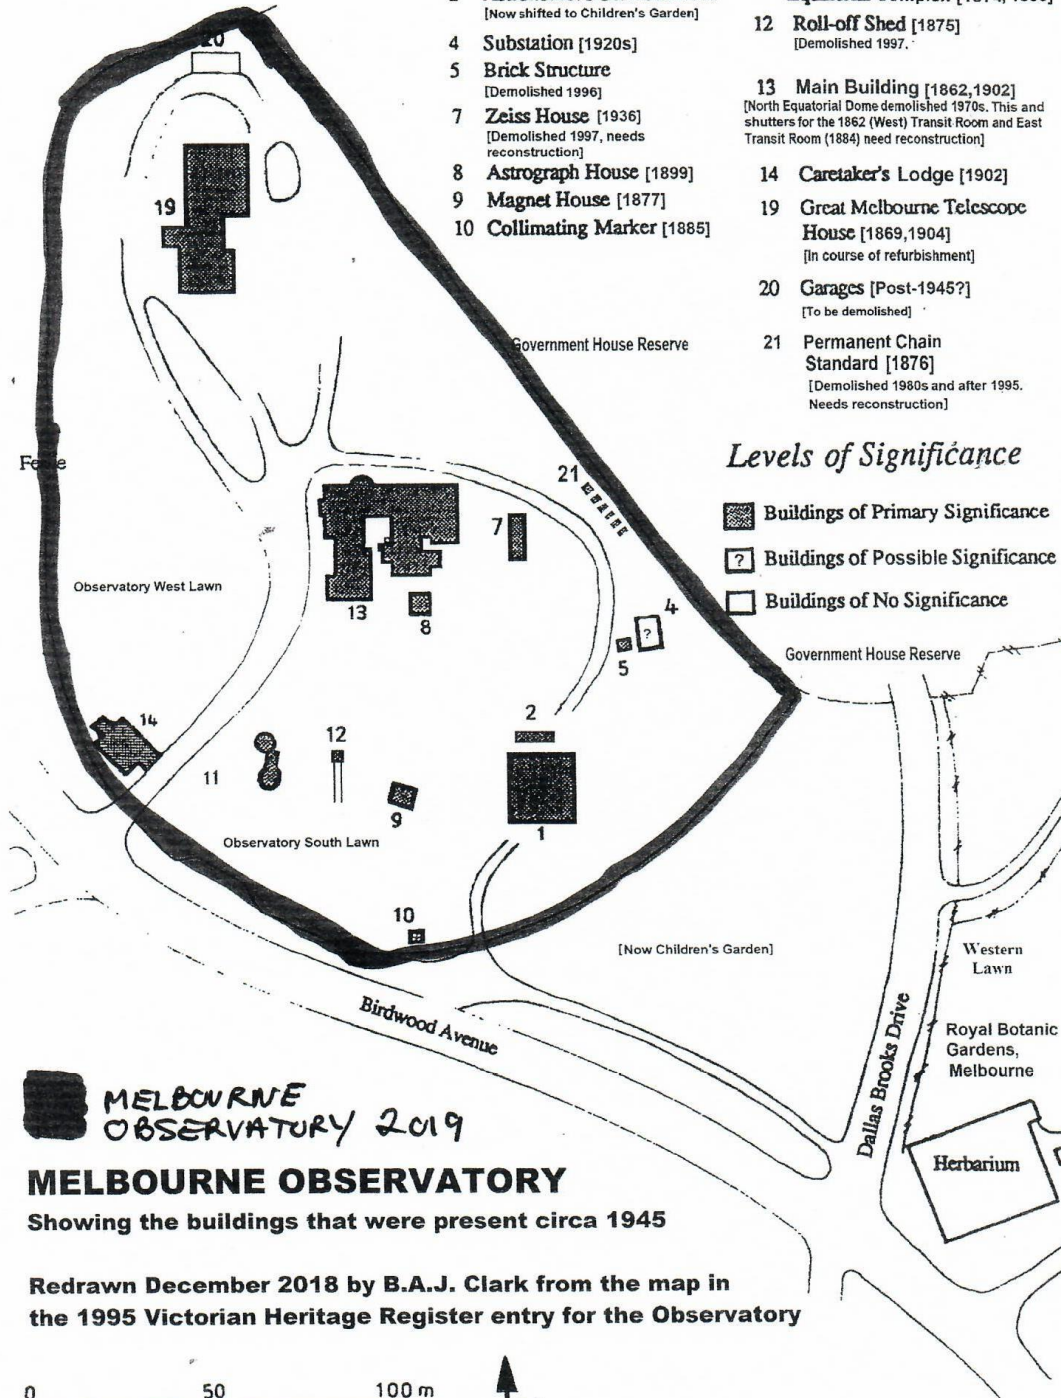 [Now shifted to Children's Garden]
4 Substation [1920s]
5 Brick Structure
[Demolished 1996]
7 Zeiss House [1936]
[Demolished 1997, needs
reconstruction]
8 Astrograph House [1899]
9 Magnet House [1877]
10 Collimating Marker [1885]
12 Roll-off Shed [1875]
[Demolished 1997.
13 Main Building [1862,1902]
[North Equatorial Dome demolished 1970s. This and
shutters for the 1862 (West) Transit Room and East
Transit Room (1884) need reconstruction]
14 Caretaker's Lodge [1902]
19 Great Melbourne Telescope
House [1869,1904]
[In course of refurbishment]
20 Garages [Post-1945?]
[To be demolished]
21 Permanent Chain
Standard [1876]
[Demolished 1980s and after 1995.
Needs reconstruction]
Levels of Significance
Buildings of Primary Significance
?
Buildings of Possible Significance
Buildings of No Significance
20
19
Government House Reserve
21
7
Observatory West Lawn
13
8
4
?
5
Government House Reserve
14
2
12
11
9
1
Observatory South Lawn
10
[Now Children's Garden]
Western
Lawn
Birdwood Avenue
Dallas Brooks Drive
Royal Botanic
Gardens,
Melbourne
Herbarium
MELBOURNE
OBSERVATORY 2019
MELBOURNE OBSERVATORY
Showing the buildings that were present circa 1945
Redrawn December 2018 by B.A.J. Clark from the map in
the 1995 Victorian Heritage Register entry for the Observatory
0 50 100 m